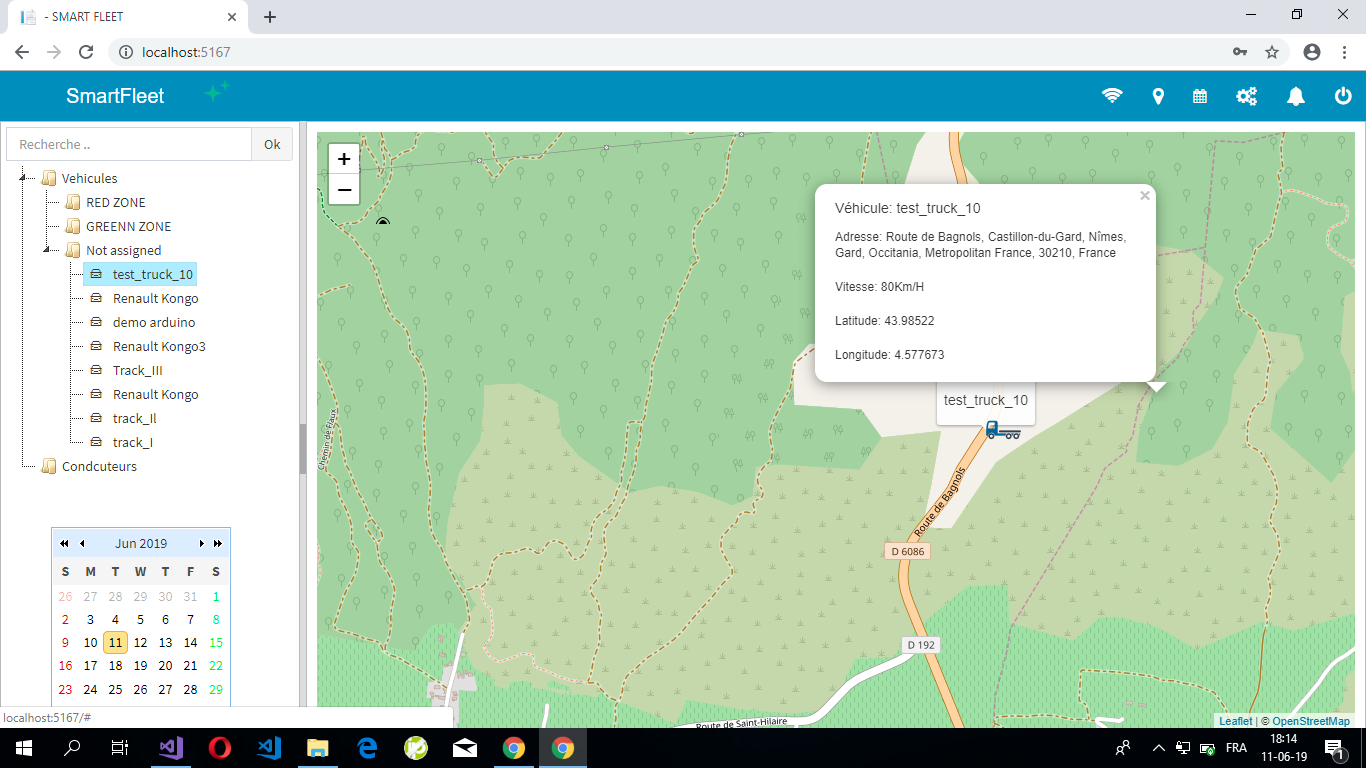 - SMART FLEET
localhost:5167
SmartFleet
Recherche ..
Ok
Vehicules
RED ZONE
GREENN ZONE
Not assigned
test_truck_10
Renault Kongo
demo arduino
Renault Kongo3
Track_III
Renault Kongo
track_Il
track_I
Condcuteurs
Jun 2019
S M T W T F S
26 27 28 29 30 31 1
2 3 4 5 6 7 8
9 10 11 12 13 14 15
16 17 18 19 20 21 22
23 24 25 26 27 28 29
localhost:5167/#
+
−
×
Véhicule: test_truck_10
Adresse: Route de Bagnols, Castillon-du-Gard, Nîmes,
Gard, Occitania, Metropolitan France, 30210, France
Vitesse: 80Km/H
Latitude: 43.98522
Longitude: 4.577673
test_truck_10
Chemin de Flaux
Route de Bagnols
D 6086
D 192
Route de Saint-Hilaire
Leaflet | © OpenStreetMap
FRA
18:14
11-06-19
1